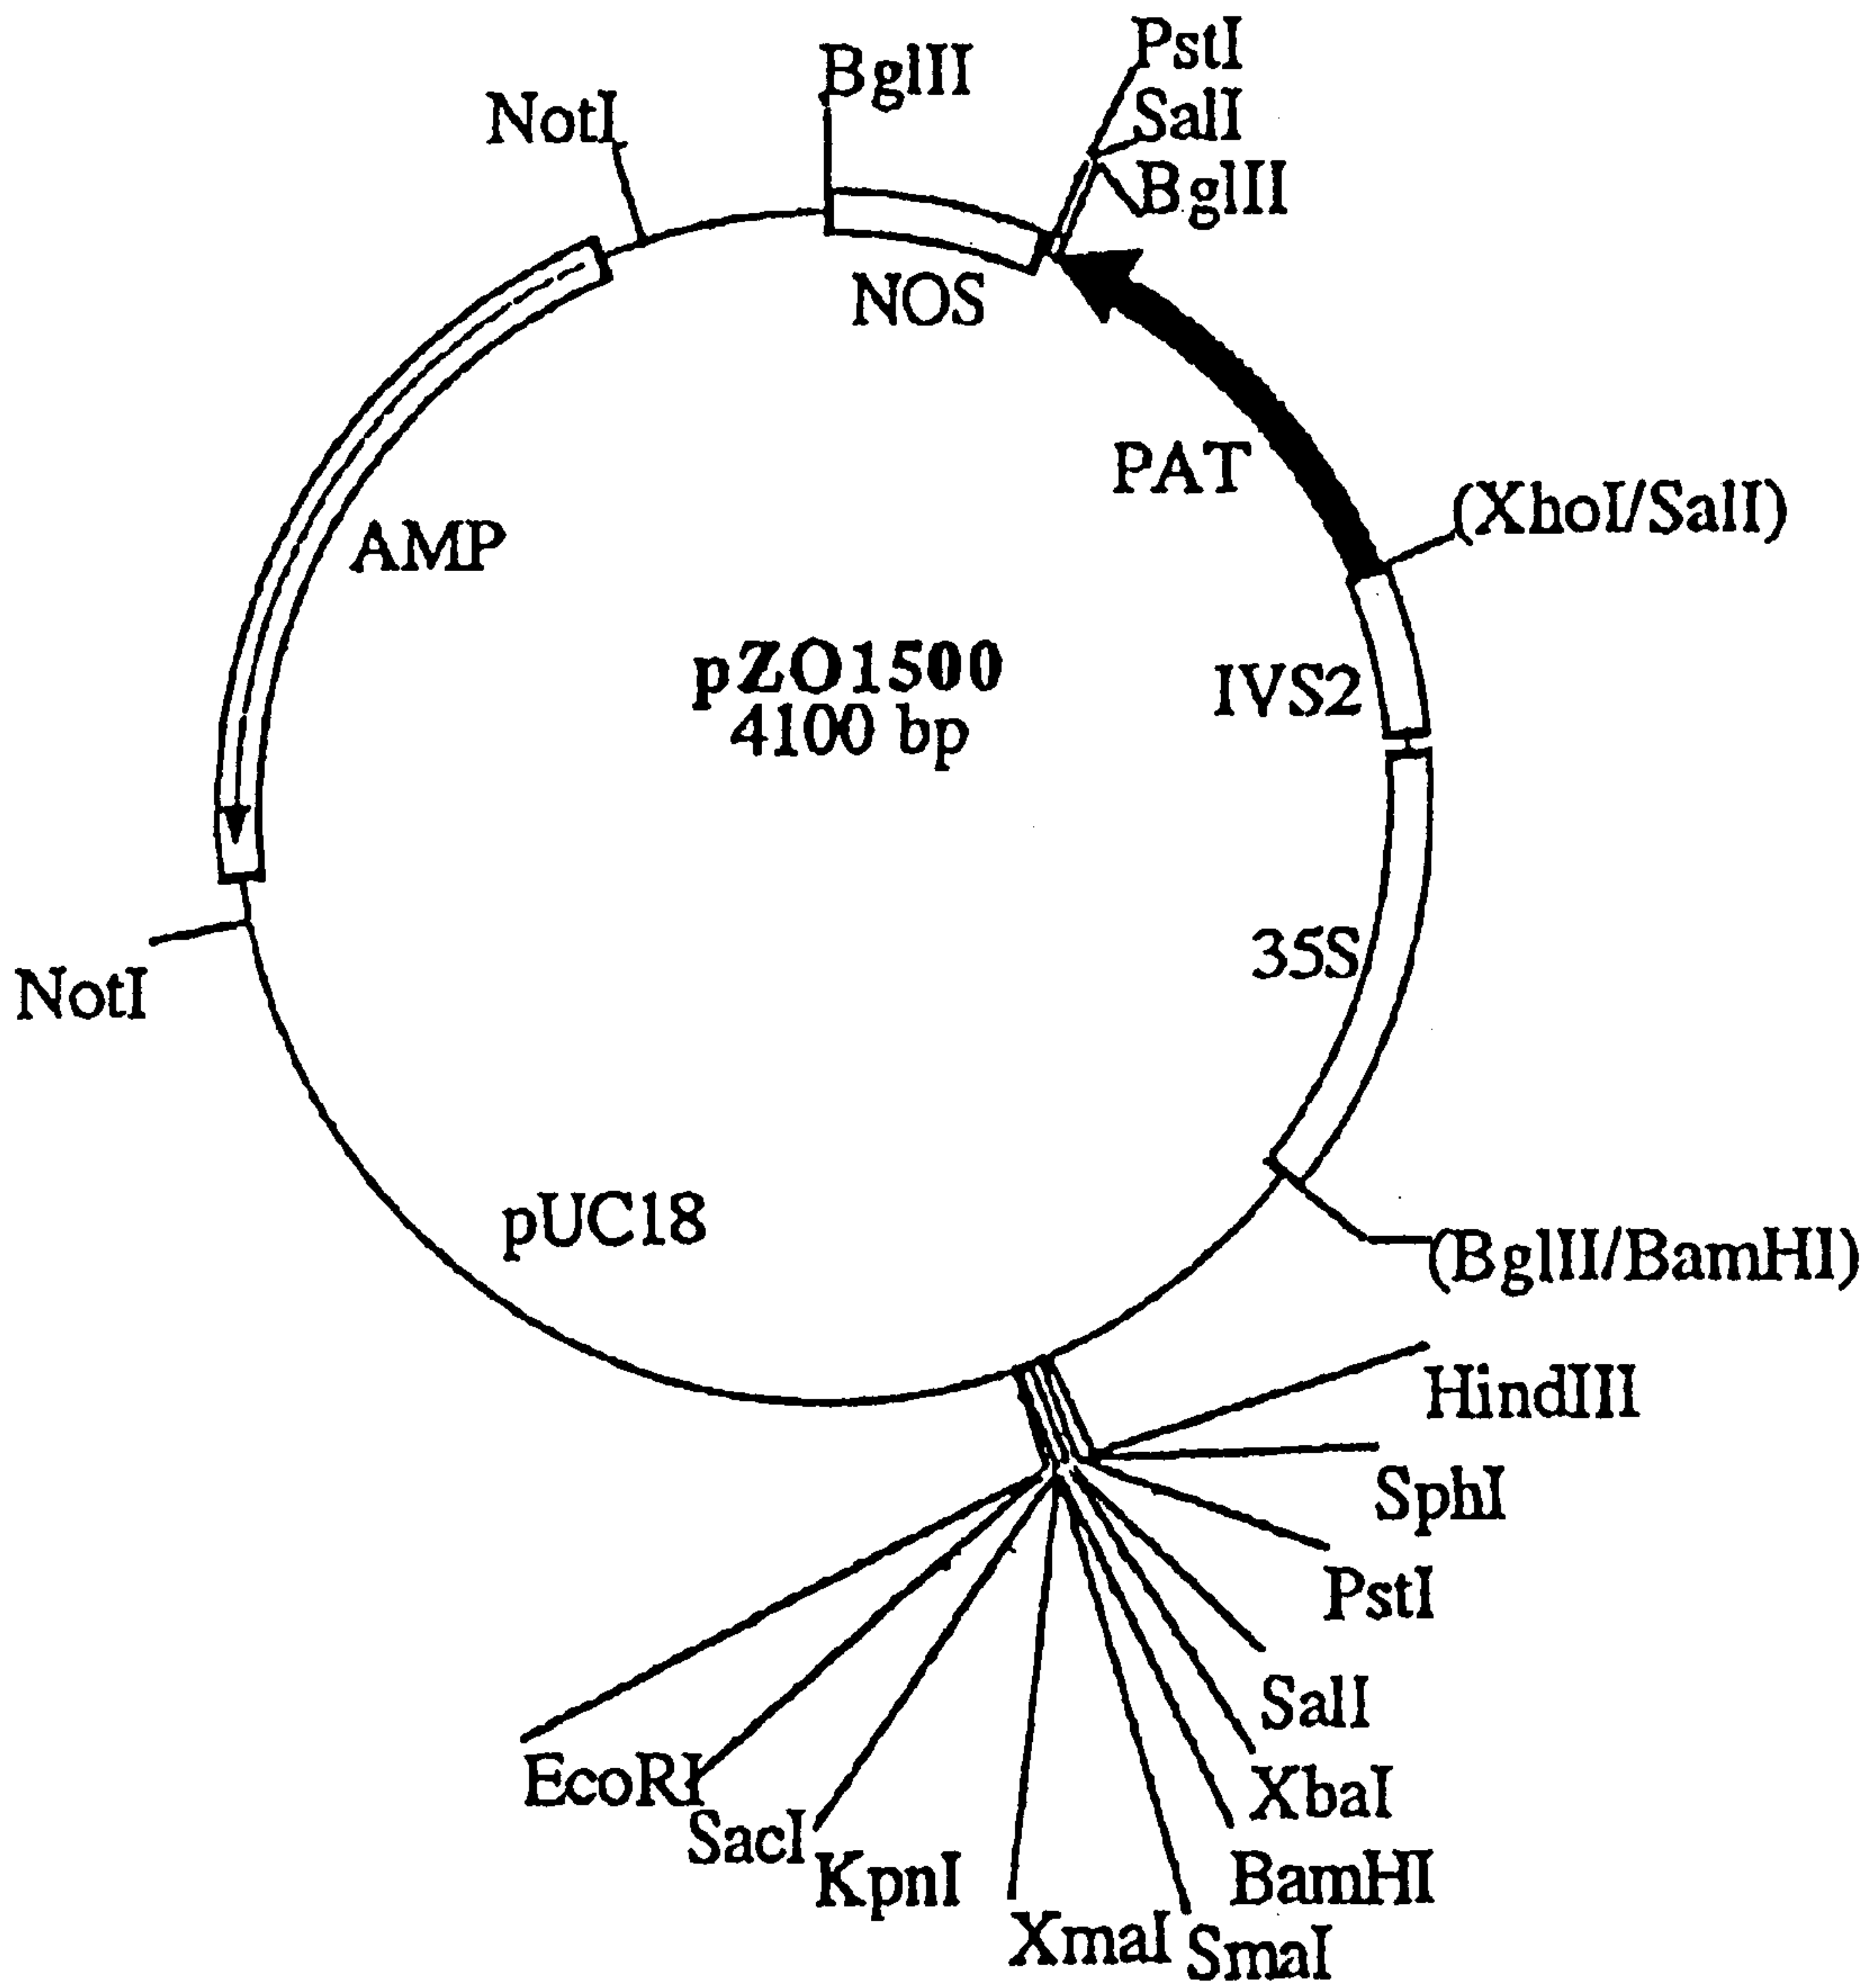 PstI
BglII
SalI
NotI
BglII
NOS
PAT
(XhoI/SalI)
AMP
pZO1500
4100 bp
IVS2
35S
NotI
pUC18
(BglII/BamHI)
HindIII
SphI
PstI
SalI
EcoRI
XbaI
SacI
KpnI
BamHI
XmaI
SmaI